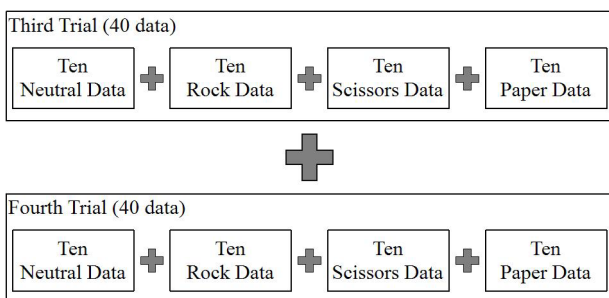 Third Trial (40 data)
Ten
Neutral Data
Ten
Rock Data
Ten
Scissors Data
Ten
Paper Data
Fourth Trial (40 data)
Ten
Neutral Data
Ten
Rock Data
Ten
Scissors Data
Ten
Paper Data